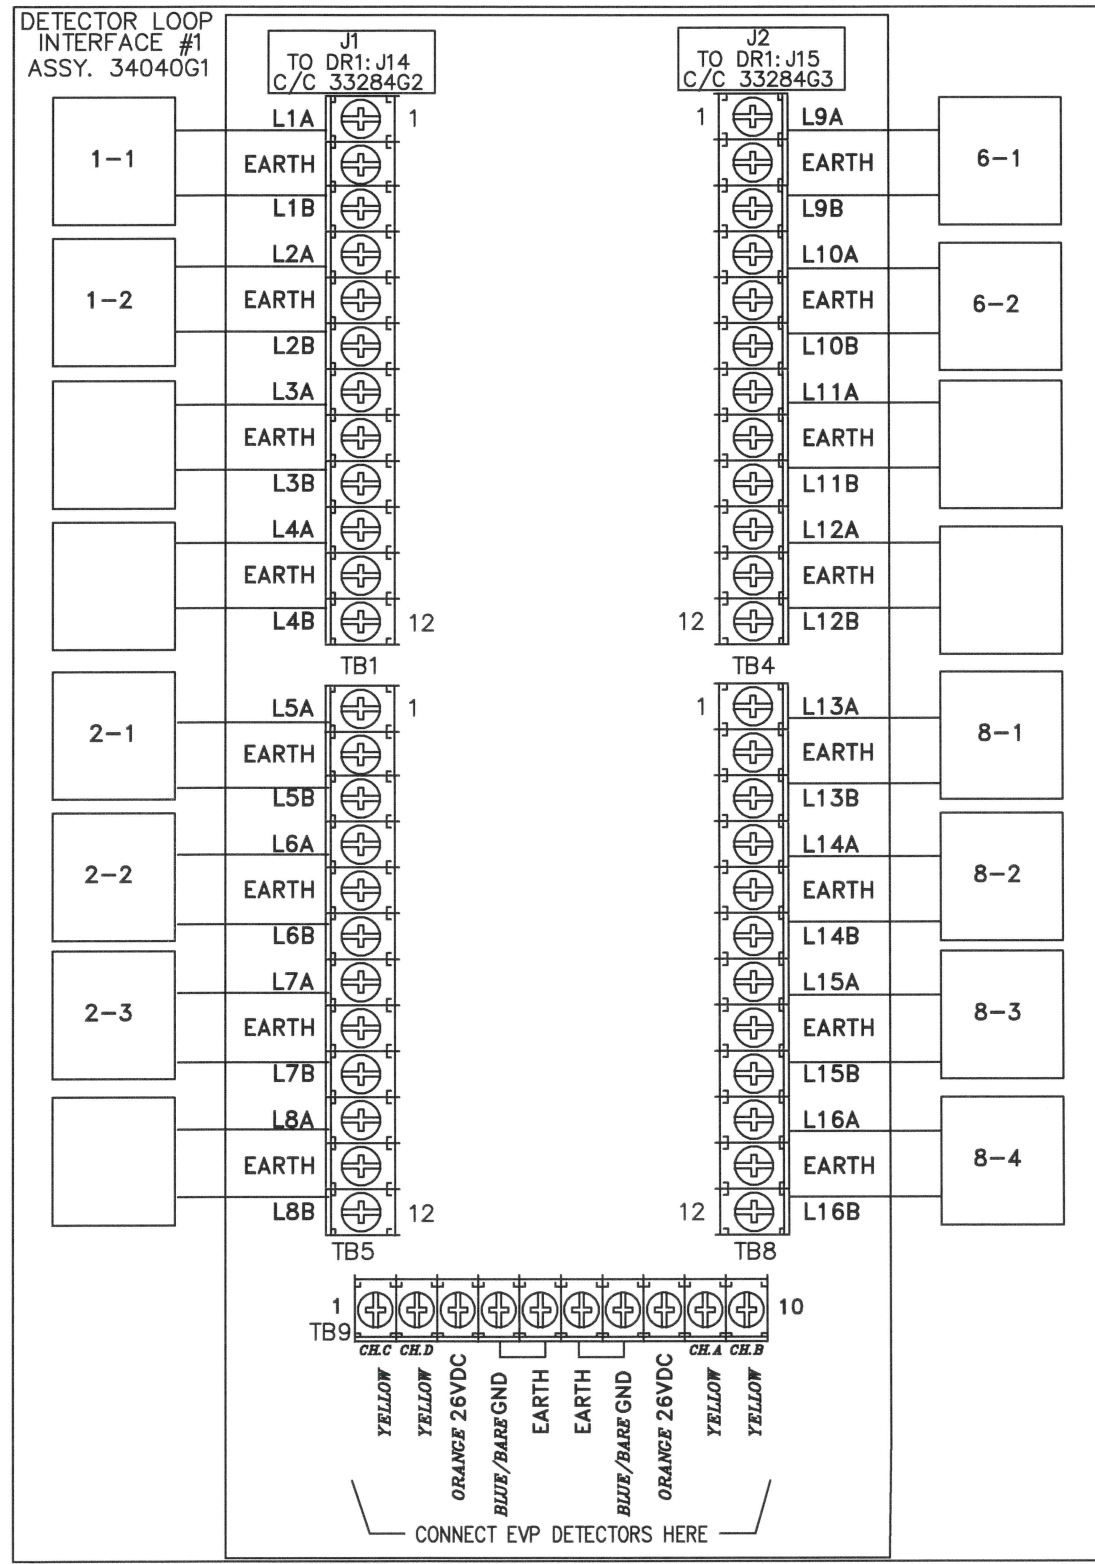 DETECTOR LOOP
INTERFACE #1
ASSY. 34040G1
J1
TO DR1:J14
C/C 33284G2
J2
TO DR1:J15
C/C 33284G3
1-1
L1A
1
EARTH
L1B
1-2
L2A
EARTH
L2B
L3A
EARTH
L3B
L4A
EARTH
L4B
12
TB1
1
L9A
EARTH
6-1
L9B
L10A
EARTH
6-2
L10B
L11A
EARTH
L11B
L12A
EARTH
12
L12B
TB4
2-1
L5A
1
EARTH
L5B
2-2
L6A
EARTH
L6B
2-3
L7A
EARTH
L7B
L8A
EARTH
L8B
12
TB5
1
L13A
8-1
EARTH
L13B
L14A
8-2
EARTH
L14B
L15A
8-3
EARTH
L15B
L16A
8-4
EARTH
12
L16B
TB8
1
10
TB9
CH.C
CH.D
CH.A
CH.B
YELLOW
YELLOW
ORANGE 26VDC
BLUE/BARE GND
EARTH
EARTH
BLUE/BARE GND
ORANGE 26VDC
YELLOW
YELLOW
CONNECT EVP DETECTORS HERE